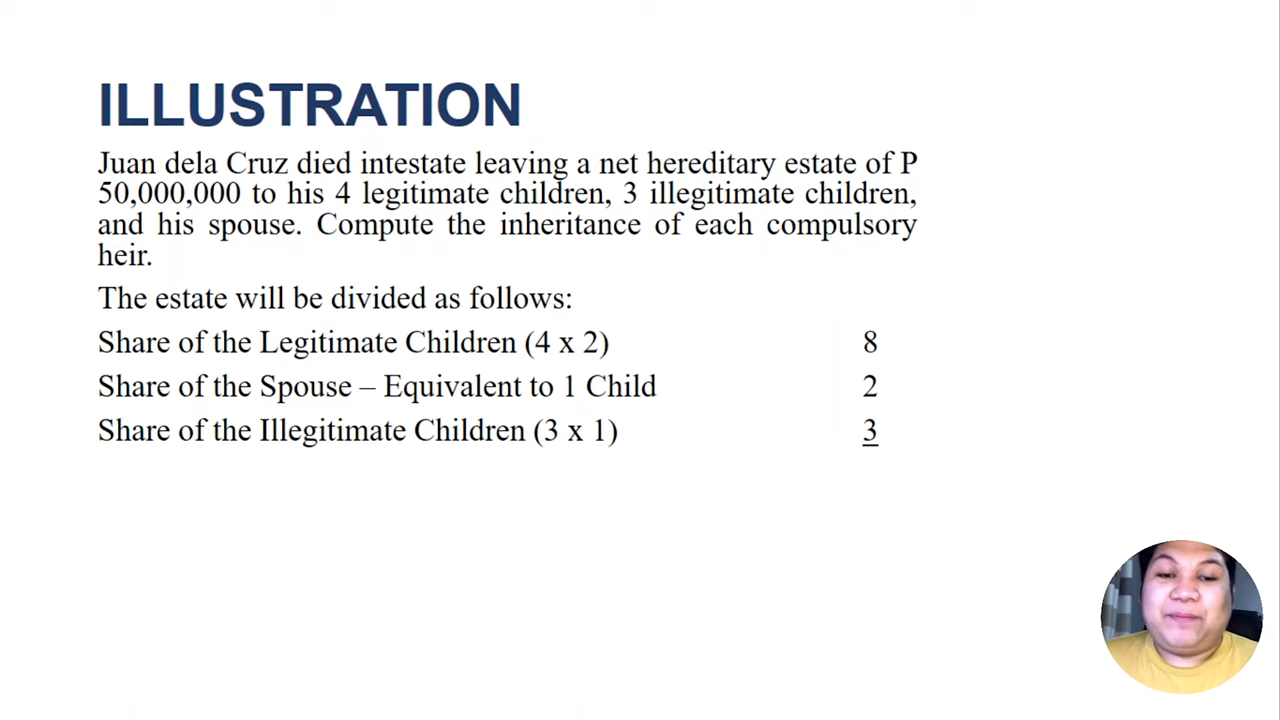 ILLUSTRATION
Juan dela Cruz died intestate leaving a net hereditary estate of P
50,000,000 to his 4 legitimate children, 3 illegitimate children,
and his spouse. Compute the inheritance of each compulsory
heir.
The estate will be divided as follows:
Share of the Legitimate Children (4 x 2) 8
Share of the Spouse – Equivalent to 1 Child 2
Share of the Illegitimate Children (3 x 1) 3